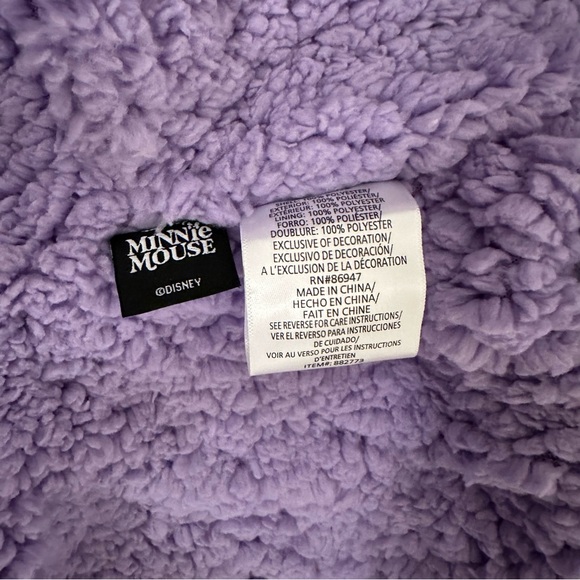 MINNIE
MOUSE
©DISNEY
EXTERIOR: 100% POLIÉSTER/
EXTÉRIEUR: 100% POLYESTER/
LINING: 100% POLYESTER/
FORRO: 100% POLIÉSTER/
DOUBLURE: 100% POLYESTER
EXCLUSIVE OF DECORATION/
EXCLUSIVO DE DECORACIÓN/
A L'EXCLUSION DE LA DÉCORATION
RN#86947
MADE IN CHINA/
HECHO EN CHINA/
FAIT EN CHINE
SEE REVERSE FOR CARE INSTRUCTIONS/
VER EL REVERSO PARA INSTRUCCIONES
DE CUIDADO/
VOIR AU VERSO POUR LES INSTRUCTIONS
D'ENTRETIEN
ITEM#: B82773